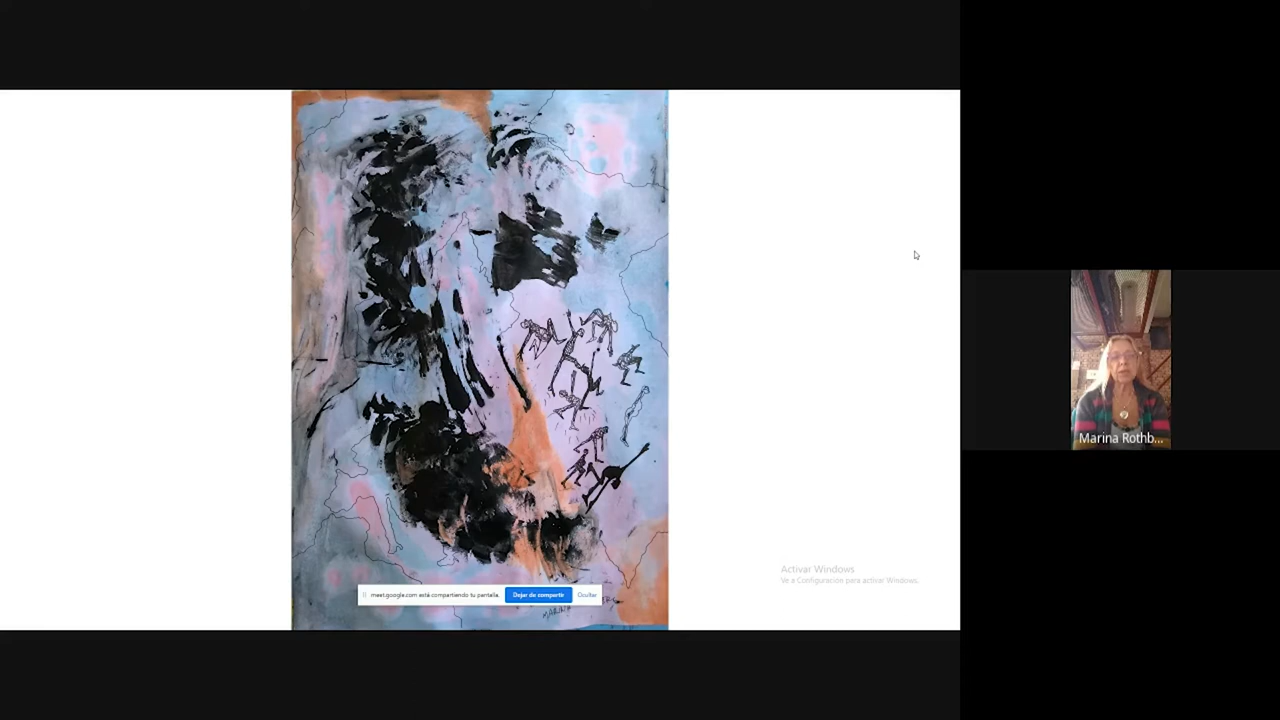 Activar Windows
Ve a Configuración para activar Windows.
meet.google.com está compartiendo tu pantalla.
Dejar de compartir
Ocultar
MARINA
Marina Rothb...